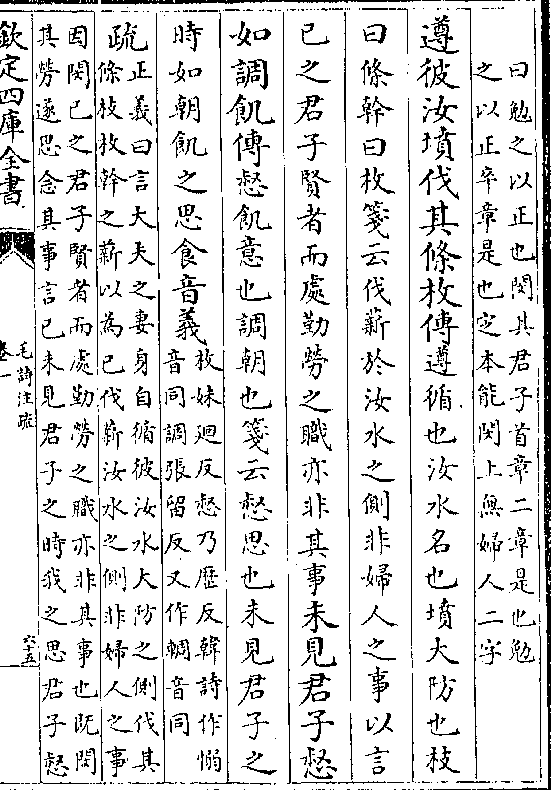 曰勉之以正也閔其君子首章二章是也勉
之以正卒章是也定本能閔上無婦人二字
遵彼汝墳伐其條枚傳遵循也汝水名也墳大防也枝
曰條幹曰枚箋云伐薪於汝水之側非婦人之事以言
已之君子賢者而處勤勞之職亦非其事未見君子惄
如調飢傳惄飢意也調朝也箋云惄思也未見君子之
時如朝飢之思食音義
枚妹迴反惄乃歷反韓詩作惱
音同調張留反又作輖音同
疏
正義曰言大夫之妻身自循彼汝水大防之側伐其
條枝枚幹之薪以為已伐薪汝水之側非婦人之事
因閔已之君子賢者而處勤勞之職亦非其事也既閔
其勞遂思念其事言已未見君子之時我之思君子惄
欽定四庫全書
毛詩注疏
卷一
六十五